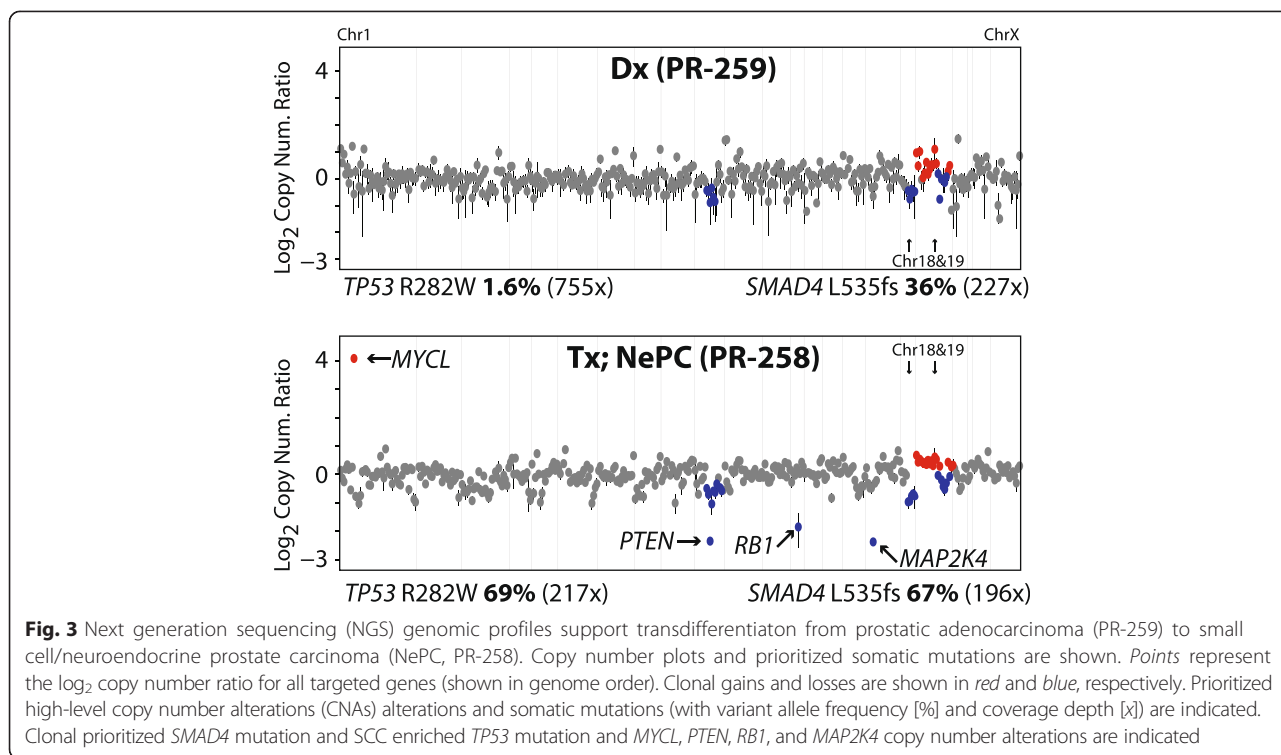 Chr1 ChrX
Dx (PR-259)
4
0
−3
Log2 Copy Num. Ratio
Chr18&19
TP53 R282W 1.6% (755x) SMAD4 L535fs 36% (227x)
Tx; NePC (PR-258)
Chr18&19
4
0
−3
Log2 Copy Num. Ratio
MYCL
PTEN
RB1
MAP2K4
TP53 R282W 69% (217x) SMAD4 L535fs 67% (196x)
Fig. 3 Next generation sequencing (NGS) genomic profiles support transdifferentiaton from prostatic adenocarcinoma (PR-259) to small
cell/neuroendocrine prostate carcinoma (NePC, PR-258). Copy number plots and prioritized somatic mutations are shown. Points represent
the log2 copy number ratio for all targeted genes (shown in genome order). Clonal gains and losses are shown in red and blue, respectively. Prioritized
high-level copy number alterations (CNAs) alterations and somatic mutations (with variant allele frequency [%] and coverage depth [x]) are indicated.
Clonal prioritized SMAD4 mutation and SCC enriched TP53 mutation and MYCL, PTEN, RB1, and MAP2K4 copy number alterations are indicated